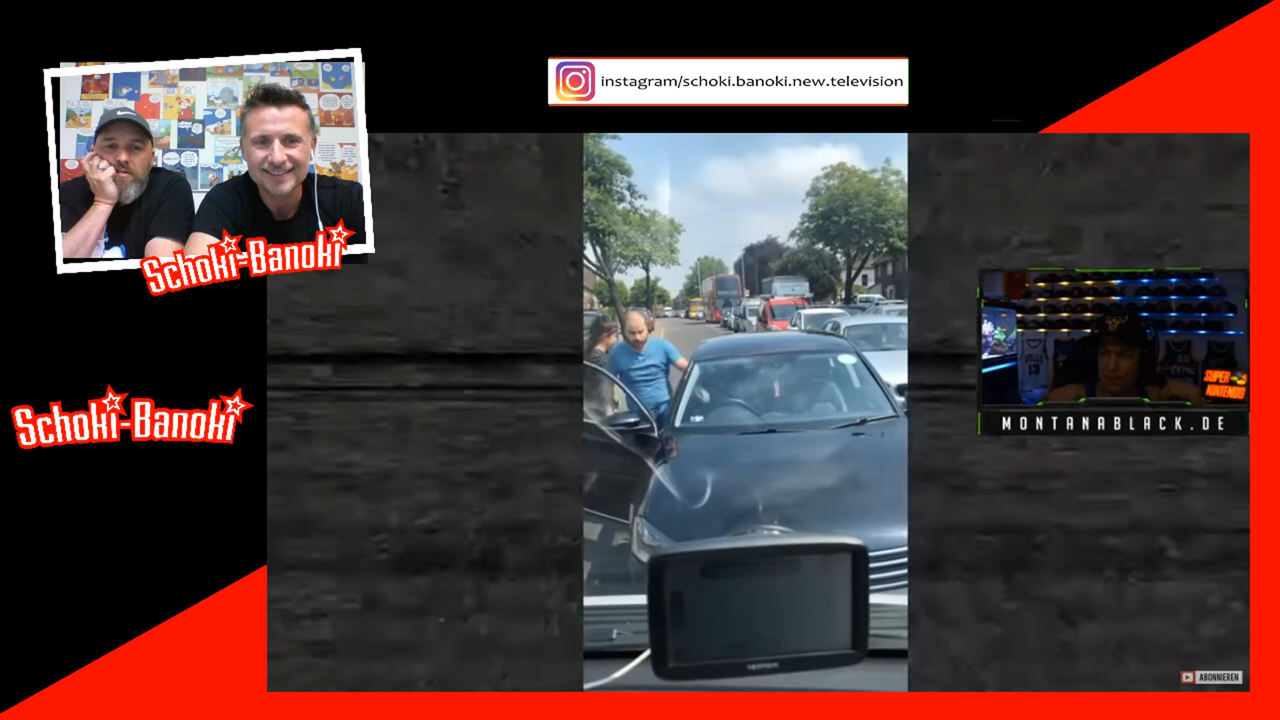 instagram/schoki.banoki.new.television
Schoki-Banoki
Schoki-Banoki
SUPER
NINTENDO
MONTANABLACK.DE
ABONNIEREN